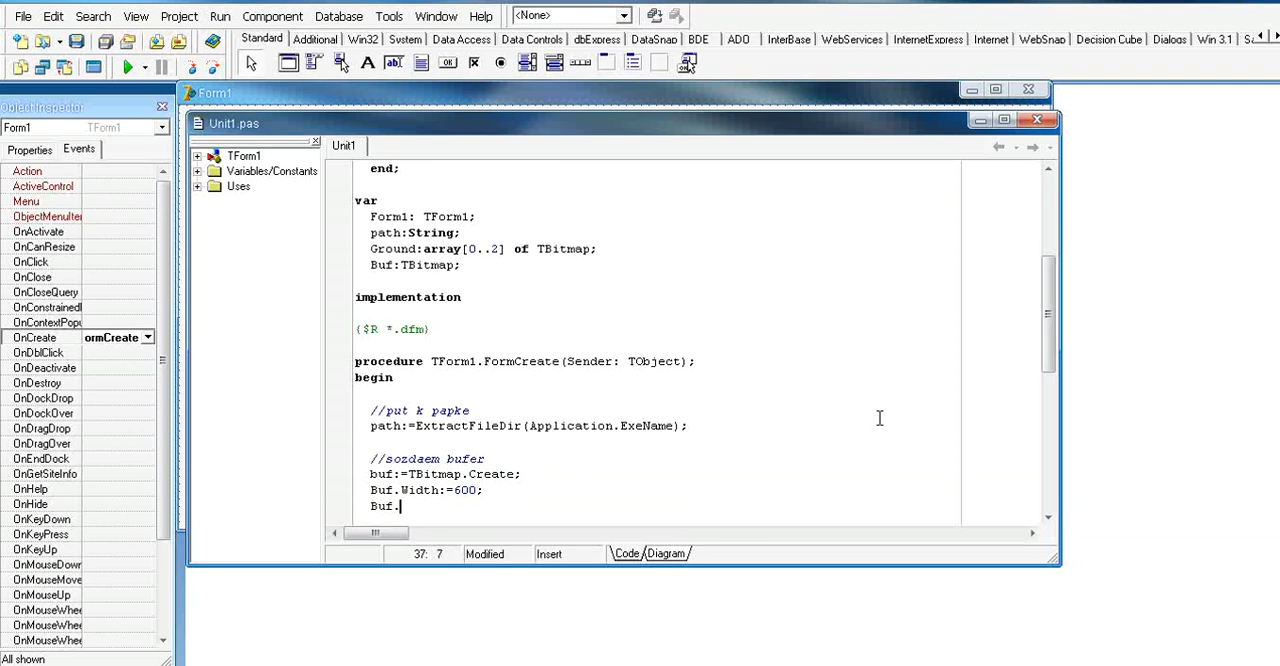 File Edit Search View Project Run Component Database Tools Window Help <None>
Standard Additional Win32 System Data Access Data Controls dbExpress DataSnap BDE ADO InterBase WebServices InternetExpress Internet WebSnap Decision Cube Dialogs Win 3.1
Object Inspector
Form1 TForm1
Properties Events
Action
ActiveControl
Menu
ObjectMenuIter
OnActivate
OnCanResize
OnClick
OnClose
OnCloseQuery
OnConstrained
OnContextPopu
OnCreate ormCreate
OnDblClick
OnDeactivate
OnDestroy
OnDockDrop
OnDockOver
OnDragDrop
OnDragOver
OnEndDock
OnGetSiteInfo
OnHelp
OnHide
OnKeyDown
OnKeyPress
OnKeyUp
OnMouseDown
OnMouseMove
OnMouseUp
OnMouseWhee
OnMouseWhee
OnMouseWhee
All shown
Form1
Unit1.pas
TForm1
Variables/Constants
Uses
Unit1
end;
var
Form1: TForm1;
path:String;
Ground:array[0..2] of TBitmap;
Buf:TBitmap;
implementation
{$R *.dfm}
procedure TForm1.FormCreate(Sender: TObject);
begin
//put k papke
path:=ExtractFileDir(Application.ExeName);
//sozdaem bufer
buf:=TBitmap.Create;
Buf.Width:=600;
Buf.
37: 7 Modified Insert Code Diagram